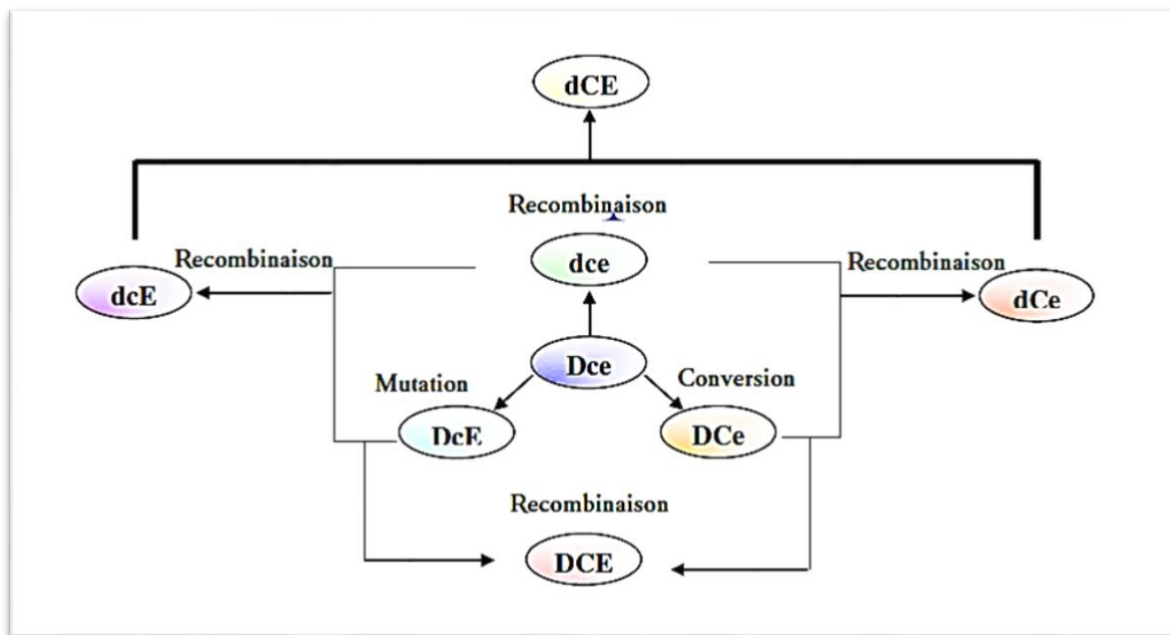 dCE
Recombinaison
dce
Recombinaison
dcE
Recombinaison
dCe
Dce
Mutation
Conversion
DcE
DCe
Recombinaison
DCE